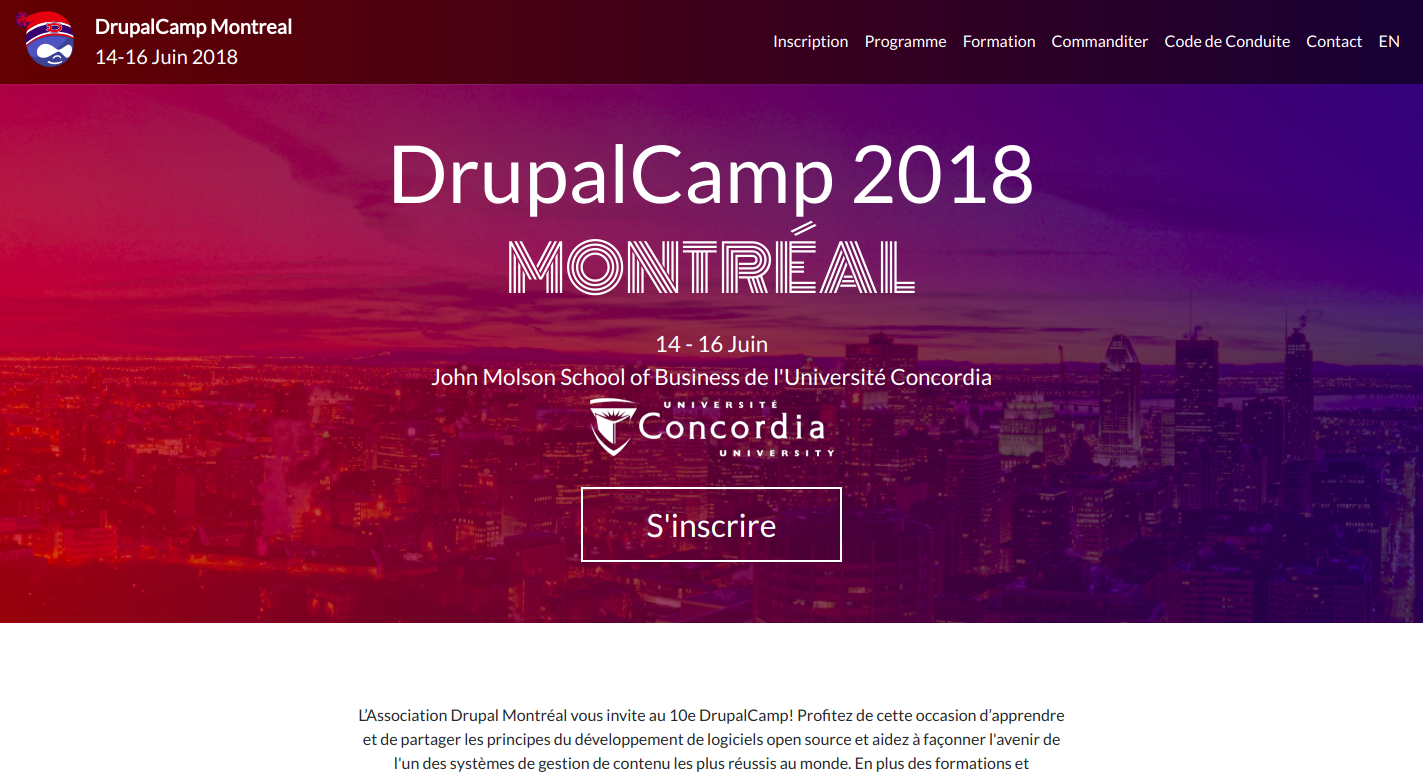 DrupalCamp Montreal
14-16 Juin 2018
Inscription Programme Formation Commanditer Code de Conduite Contact EN
DrupalCamp 2018
MONTRÉAL
14 - 16 Juin
John Molson School of Business de l'Université Concordia
UNIVERSITÉ
Concordia
UNIVERSITY
S'inscrire
L’Association Drupal Montréal vous invite au 10e DrupalCamp! Profitez de cette occasion d’apprendre
et de partager les principes du développement de logiciels open source et aidez à façonner l'avenir de
l'un des systèmes de gestion de contenu les plus réussis au monde. En plus des formations et